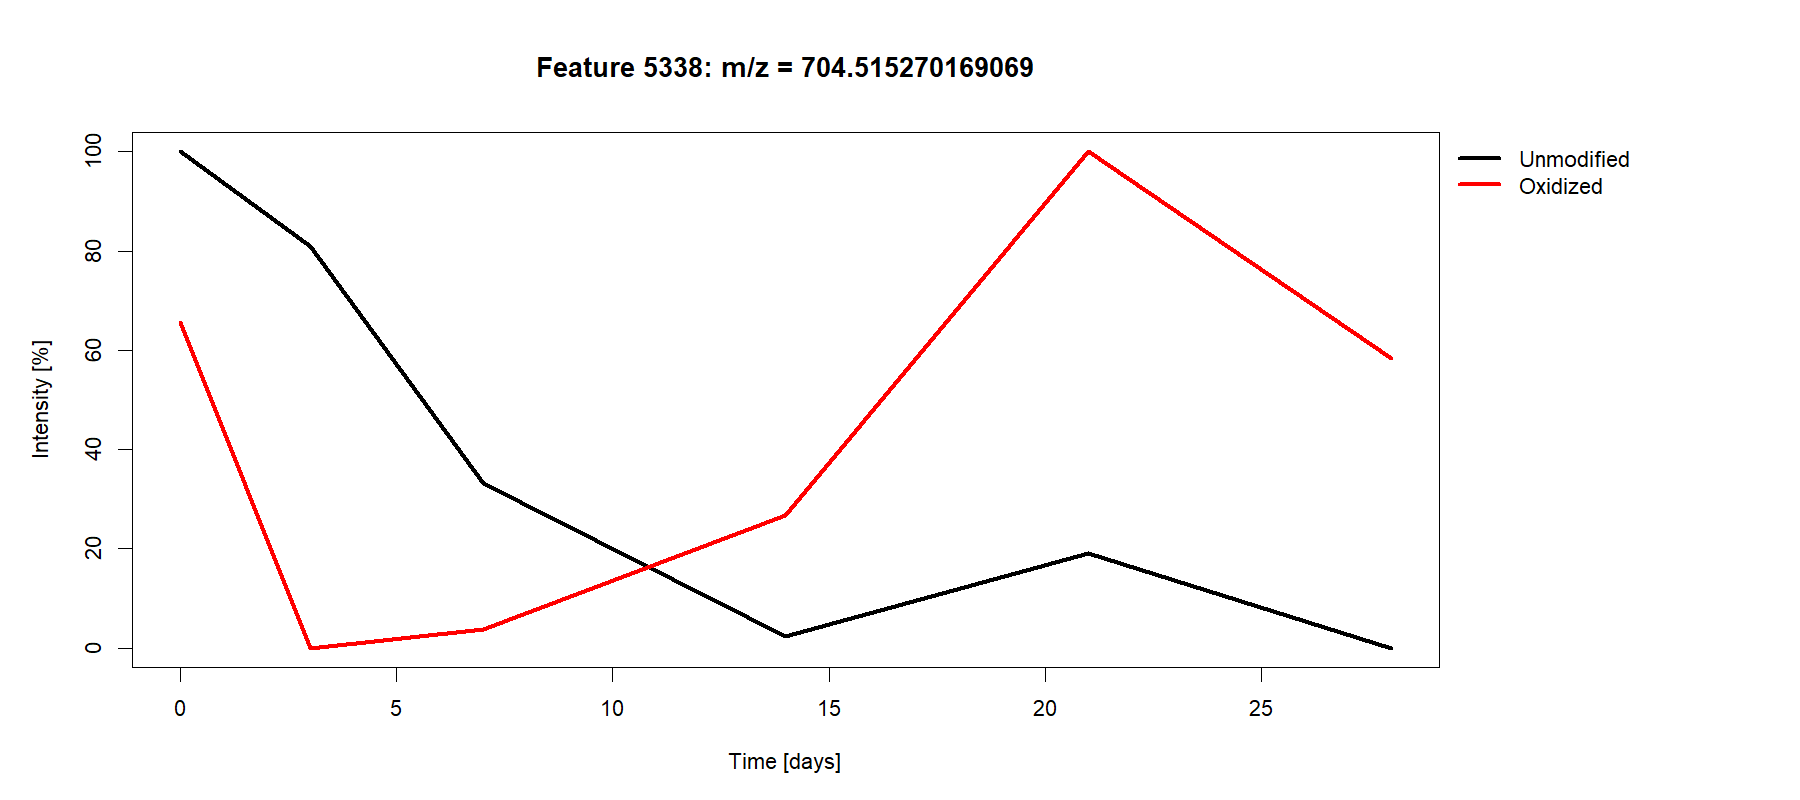 Feature 5338: m/z = 704.515270169069
Unmodified
Oxidized
Intensity [%]
100
80
60
40
20
0
0 5 10 15 20 25
Time [days]